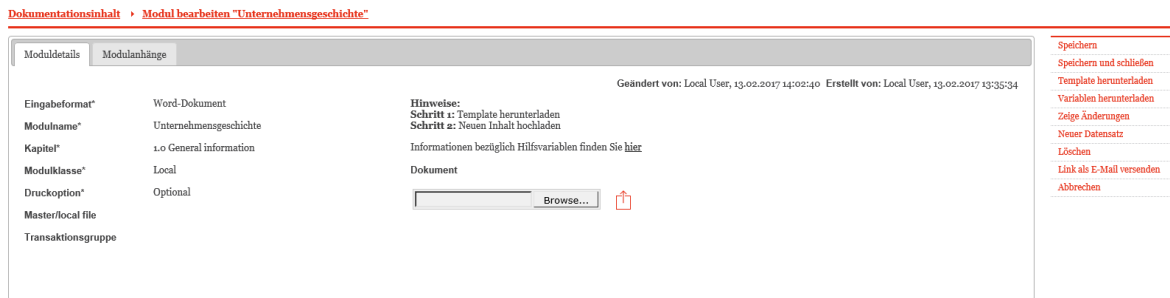 Dokumentationsinhalt ▸ Modul bearbeiten "Unternehmensgeschichte"
Moduldetails Modulanhänge
Geändert von: Local User, 13.02.2017 14:02:40 Erstellt von: Local User, 13.02.2017 13:35:34
Eingabeformat* Word-Dokument
Modulname* Unternehmensgeschichte
Kapitel* 1.0 General information
Modulklasse* Local
Druckoption* Optional
Master/local file
Transaktionsgruppe
Hinweise:
Schritt 1: Template herunterladen
Schritt 2: Neuen Inhalt hochladen
Informationen bezüglich Hilfsvariablen finden Sie hier
Dokument
Browse...
Speichern
Speichern und schließen
Template herunterladen
Variablen herunterladen
Zeige Änderungen
Neuer Datensatz
Löschen
Link als E-Mail versenden
Abbrechen